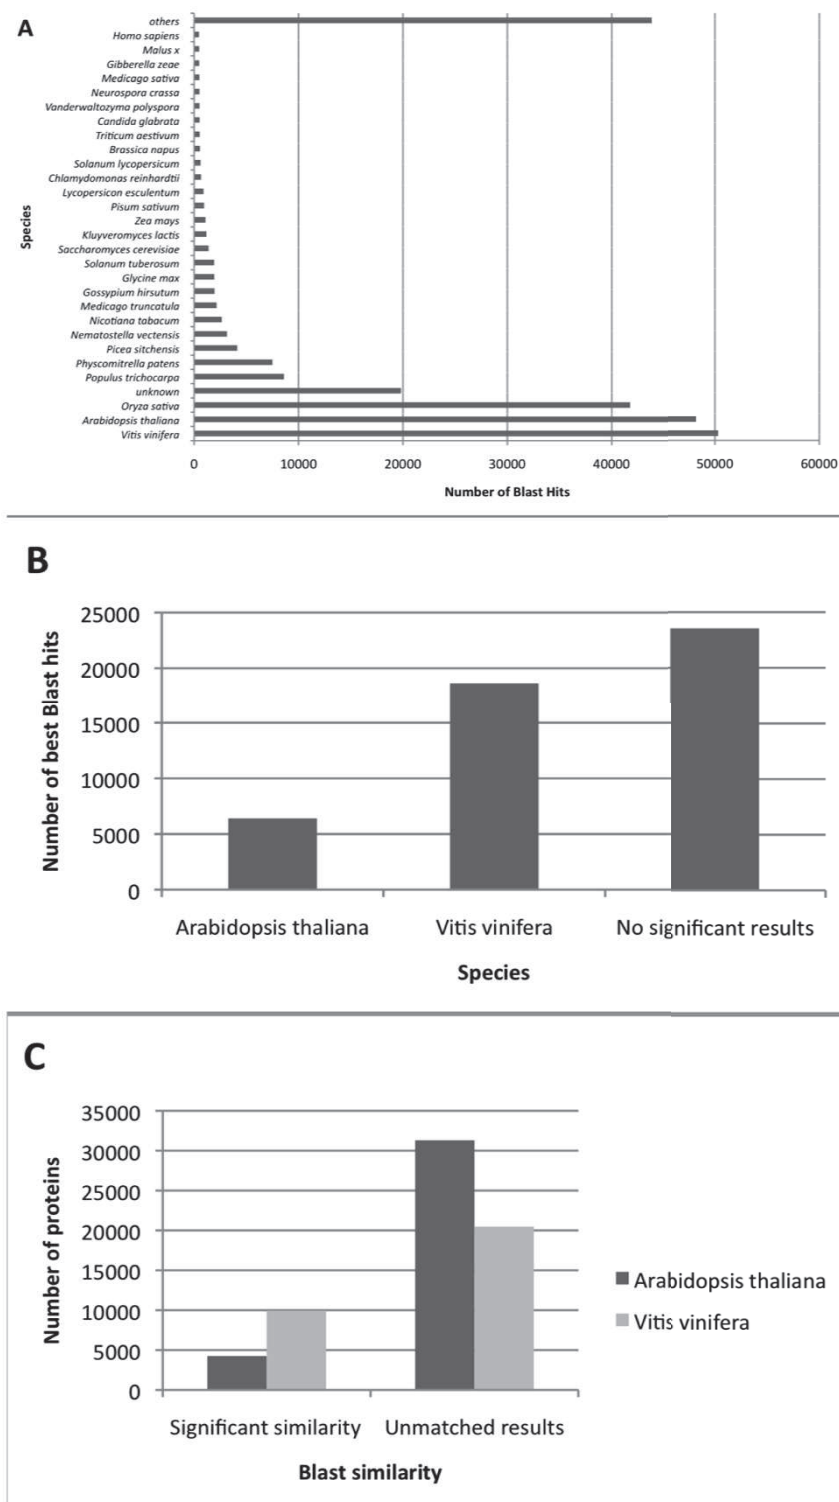 A
others
Homo sapiens
Malus x
Gibberella zeae
Medicago sativa
Neurospora crassa
Vanderwaltozyma polyspora
Candida glabrata
Triticum aestivum
Brassica napus
Solanum lycopersicum
Chlamydomonas reinhardtii
Lycopersicon esculentum
Pisum sativum
Zea mays
Kluyveromyces lactis
Saccharomyces cerevisiae
Solanum tuberosum
Glycine max
Gossypium hirsutum
Medicago truncatula
Nicotiana tabacum
Nematostella vectensis
Picea sitchensis
Physcomitrella patens
Populus trichocarpa
unknown
Oryza sativa
Arabidopsis thaliana
Vitis vinifera
Species
0 10000 20000 30000 40000 50000 60000
Number of Blast Hits
B
Number of best Blast hits
25000
20000
15000
10000
5000
0
Arabidopsis thaliana Vitis vinifera No significant results
Species
C
Number of proteins
35000
30000
25000
20000
15000
10000
5000
0
Significant similarity Unmatched results
Blast similarity
Arabidopsis thaliana
Vitis vinifera